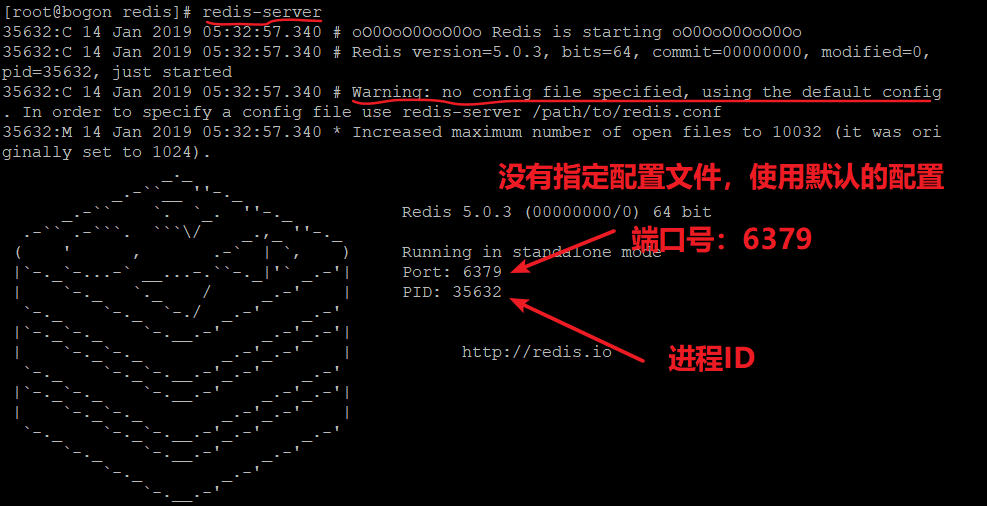 [root@bogon redis]# redis-server
35632:C 14 Jan 2019 05:32:57.340 # oO0OoO0OoO0Oo Redis is starting oO0OoO0OoO0Oo
35632:C 14 Jan 2019 05:32:57.340 # Redis version=5.0.3, bits=64, commit=00000000, modified=0,
pid=35632, just started
35632:C 14 Jan 2019 05:32:57.340 # Warning: no config file specified, using the default config
. In order to specify a config file use redis-server /path/to/redis.conf
35632:M 14 Jan 2019 05:32:57.340 * Increased maximum number of open files to 10032 (it was ori
ginally set to 1024).
没有指定配置文件，使用默认的配置
Redis 5.0.3 (00000000/0) 64 bit
端口号：6379
Running in standalone mode
Port: 6379
PID: 35632
http://redis.io
进程ID